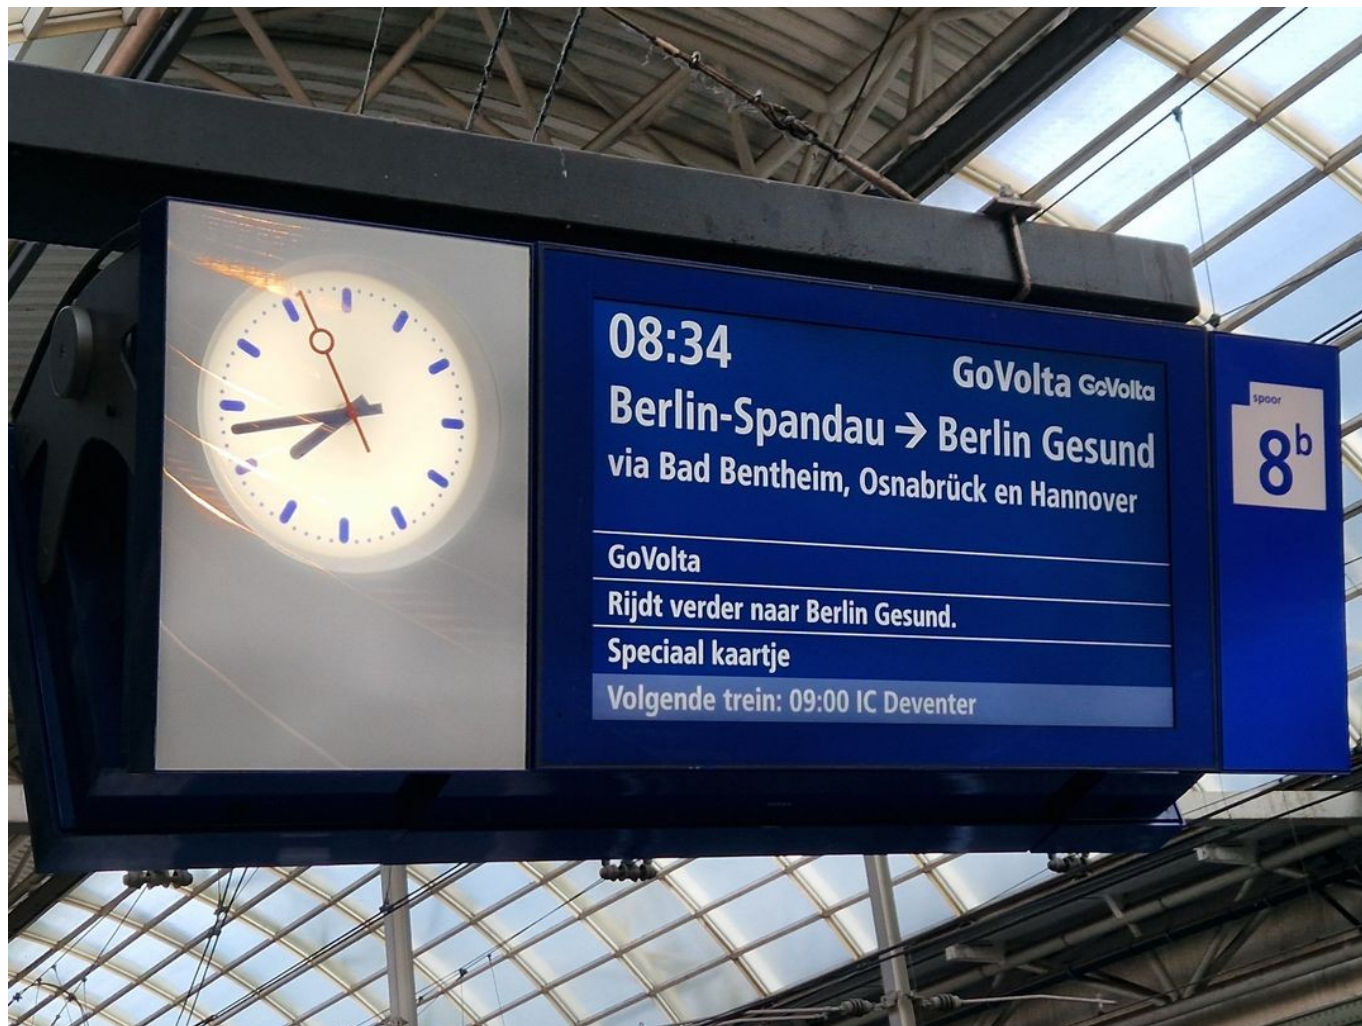 08:34
GoVolta GoVolta
Berlin-Spandau → Berlin Gesund
via Bad Bentheim, Osnabrück en Hannover
GoVolta
Rijdt verder naar Berlin Gesund.
Speciaal kaartje
Volgende trein: 09:00 IC Deventer
spoor
8b